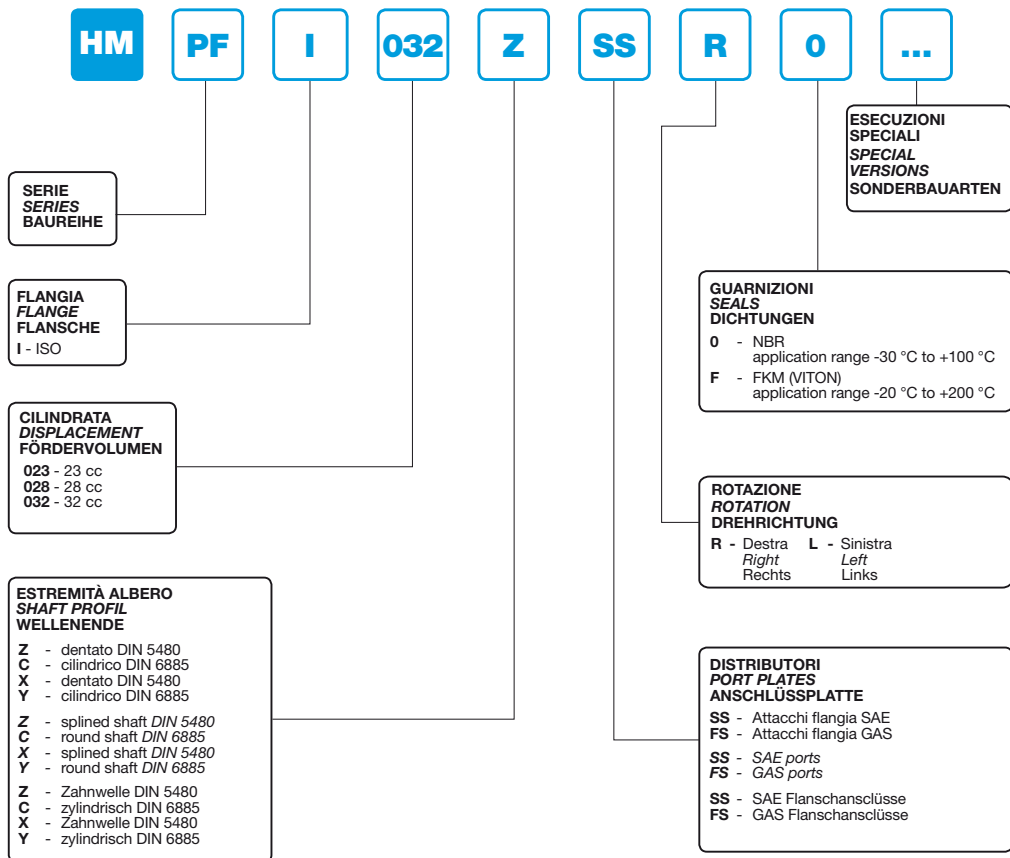 HM PF I 032 Z SS R 0 ...
ESECUZIONI
SPECIALI
SPECIAL
VERSIONS
SONDERBAUARTEN
SERIE
SERIES
BAUREIHE
FLANGIA
FLANGE
FLANSCHE
I - ISO
GUARNIZIONI
SEALS
DICHTUNGEN
0 - NBR
application range -30 °C to +100 °C
F - FKM (VITON)
application range -20 °C to +200 °C
CILINDRATA
DISPLACEMENT
FÖRDERVOLUMEN
023 - 23 cc
028 - 28 cc
032 - 32 cc
ROTAZIONE
ROTATION
DREHRICHTUNG
R - Destra L - Sinistra
Right Left
Rechts Links
ESTREMITÀ ALBERO
SHAFT PROFIL
WELLENENDE
Z - dentato DIN 5480
C - cilindrico DIN 6885
X - dentato DIN 5480
Y - cilindrico DIN 6885
Z - splined shaft DIN 5480
C - round shaft DIN 6885
X - splined shaft DIN 5480
Y - round shaft DIN 6885
Z - Zahnwelle DIN 5480
C - zylindrisch DIN 6885
X - Zahnwelle DIN 5480
Y - zylindrisch DIN 6885
DISTRIBUTORI
PORT PLATES
ANSCHLÜSSPLATTE
SS - Attacchi flangia SAE
FS - Attacchi flangia GAS
SS - SAE ports
FS - GAS ports
SS - SAE Flanschansclüsse
FS - GAS Flanschansclüsse